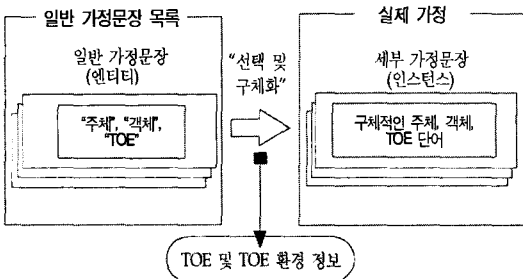 일반 가정문장 목록
일반 가정문장
(엔티티)
"주체", "객체",
"TOE"
"선택 및
구체화"
실제 가정
세부 가정문장
(인스턴스)
구체적인 주체, 객체,
TOE 단어
TOE 및 TOE 환경 정보